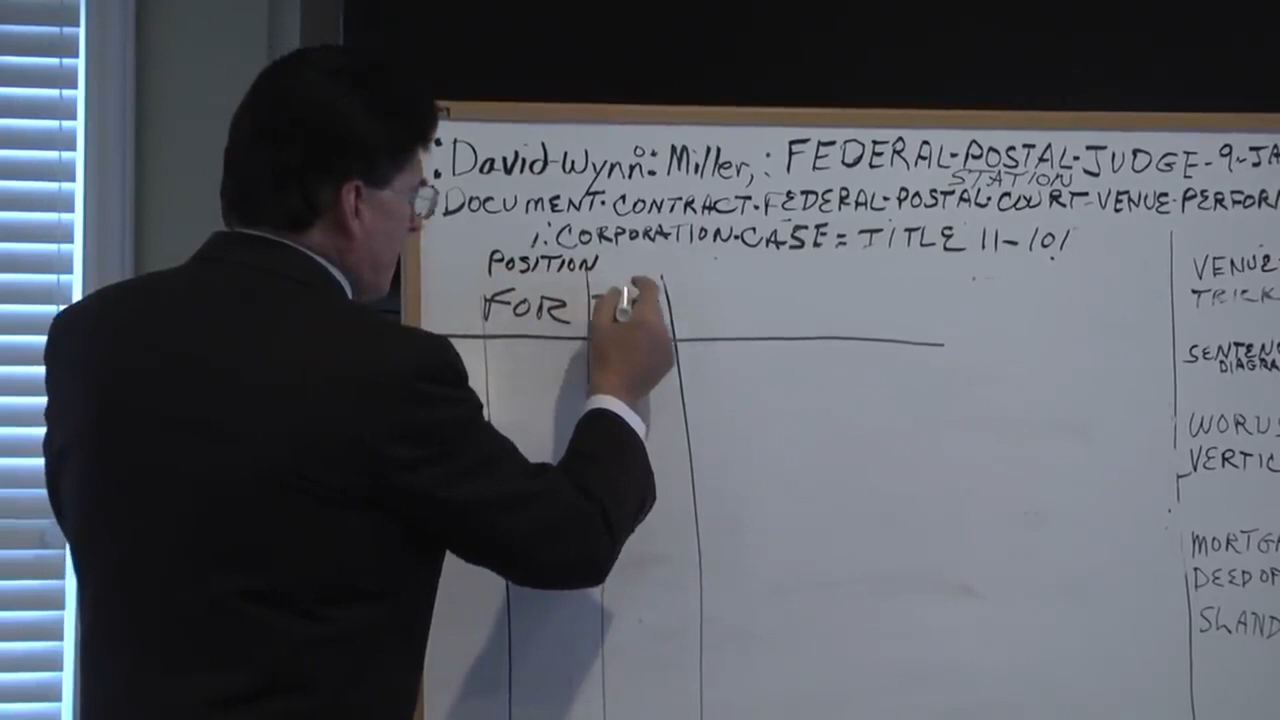 :David-Wynn: Miller,: FEDERAL-POSTAL-JUDGE-9-JA
STATION
DOCUMENT-CONTRACT-FEDERAL-POSTAL-COURT-VENUE-PERFOR
/: CORPORATION-CASE = TITLE 11-101
POSITION
FOR
VENUE
TRICK
SENTENC
DIAGRA
WORDS
VERTIC
MORTGA
DEED OF
SLAND